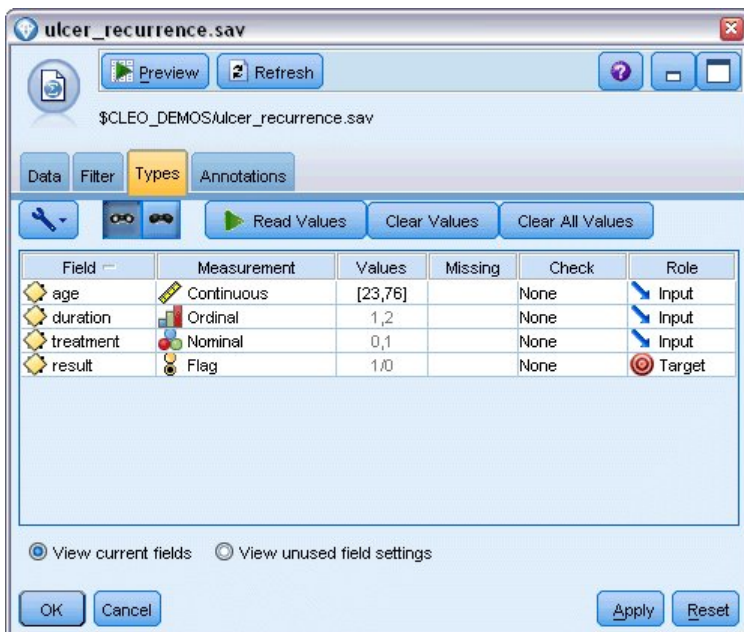 ulcer_recurrence.sav
Preview Refresh
$CLEO_DEMOS/ulcer_recurrence.sav
Data Filter Types Annotations
Read Values Clear Values Clear All Values
Field Measurement Values Missing Check Role
age Continuous [23,76] None Input
duration Ordinal 1,2 None Input
treatment Nominal 0,1 None Input
result Flag 1/0 None Target
View current fields View unused field settings
OK Cancel Apply Reset